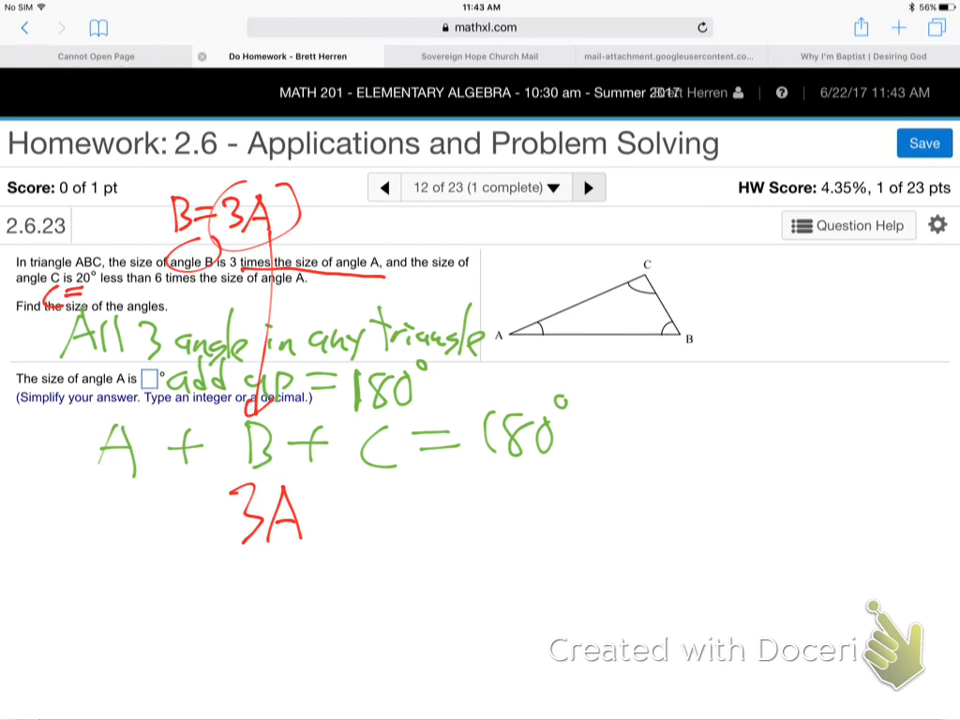 No SIM 11:43 AM 56%
mathxl.com
Cannot Open Page Do Homework - Brett Herren Sovereign Hope Church Mail mail-attachment.googleusercontent.co... Why I'm Baptist | Desiring God
MATH 201 - ELEMENTARY ALGEBRA - 10:30 am - Summer 2017 Herren 6/22/17 11:43 AM
Homework: 2.6 - Applications and Problem Solving Save
Score: 0 of 1 pt 12 of 23 (1 complete) HW Score: 4.35%, 1 of 23 pts
2.6.23 Question Help
B=3A
In triangle ABC, the size of angle B is 3 times the size of angle A, and the size of
angle C is 20° less than 6 times the size of angle A.
C=
Find the size of the angles.
C
A
B
All 3 angle in any triangle
The size of angle A is °
add up = 180°
(Simplify your answer. Type an integer or a decimal.)
A + B + C = 180°
3A
Created with Doceri